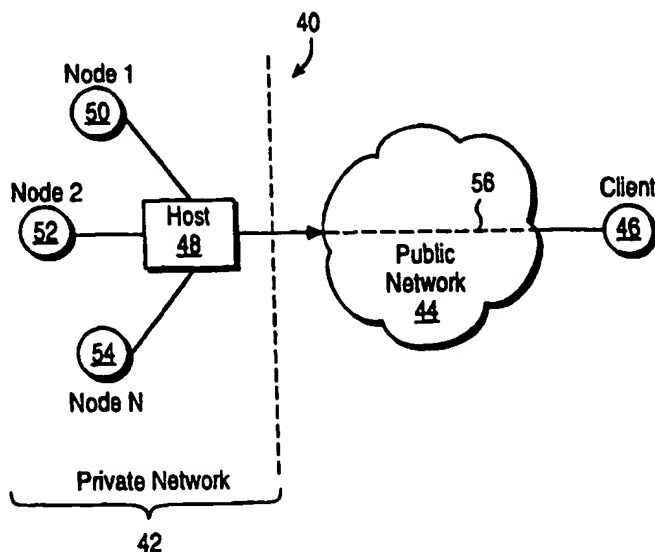 40
Node 1
50
Node 2
52
Host
48
56
Client
46
Public
Network
44
54
Node N
Private Network
42